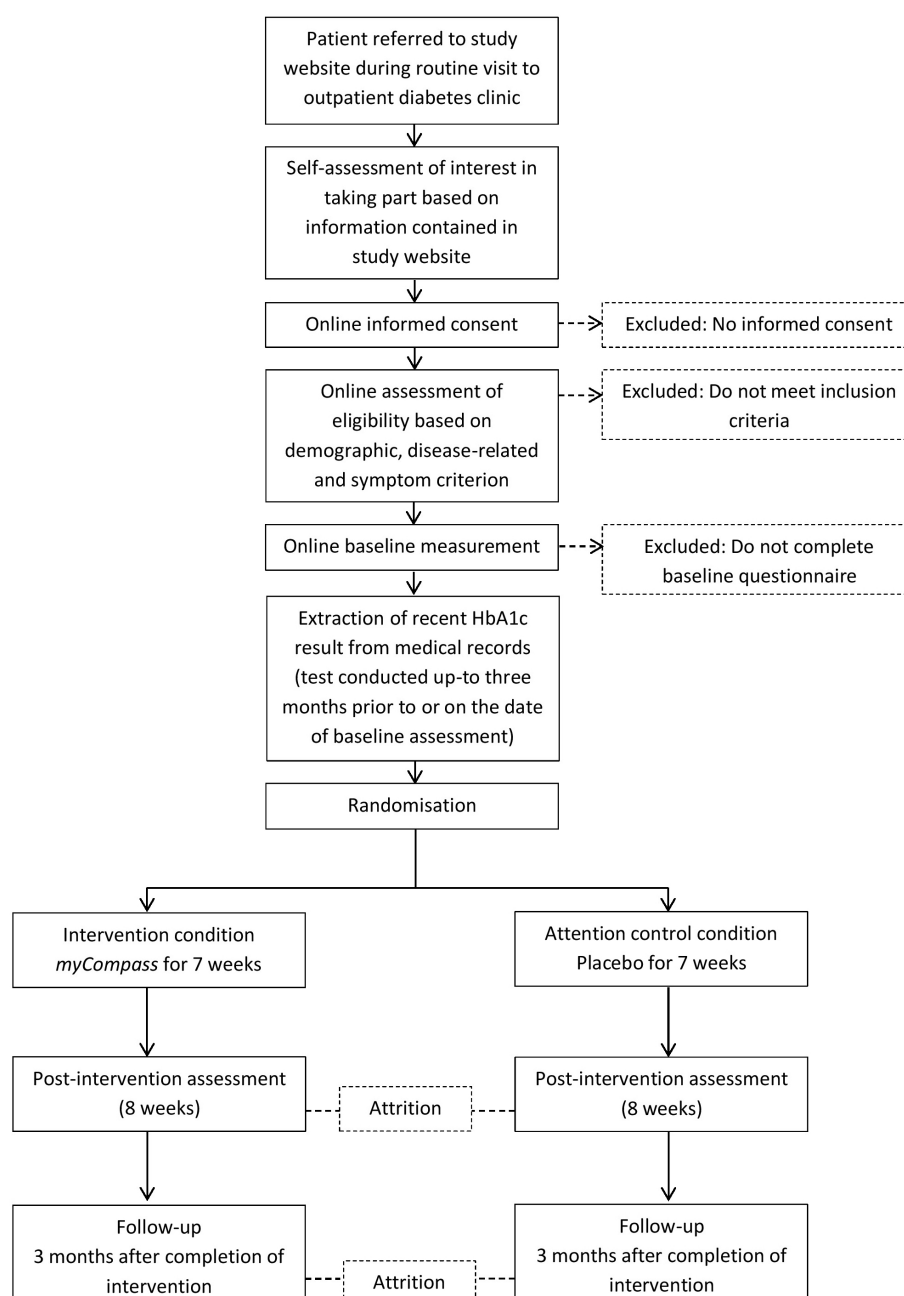 Patient referred to study
website during routine visit to
outpatient diabetes clinic
Self-assessment of interest in
taking part based on
information contained in
study website
Online informed consent
Excluded: No informed consent
Online assessment of
eligibility based on
demographic, disease-related
and symptom criterion
Excluded: Do not meet inclusion
criteria
Online baseline measurement
Excluded: Do not complete
baseline questionnaire
Extraction of recent HbA1c
result from medical records
(test conducted up-to three
months prior to or on the date
of baseline assessment)
Randomisation
Intervention condition
myCompass for 7 weeks
Attention control condition
Placebo for 7 weeks
Post-intervention assessment
(8 weeks)
Attrition
Post-intervention assessment
(8 weeks)
Follow-up
3 months after completion of
intervention
Attrition
Follow-up
3 months after completion of
intervention